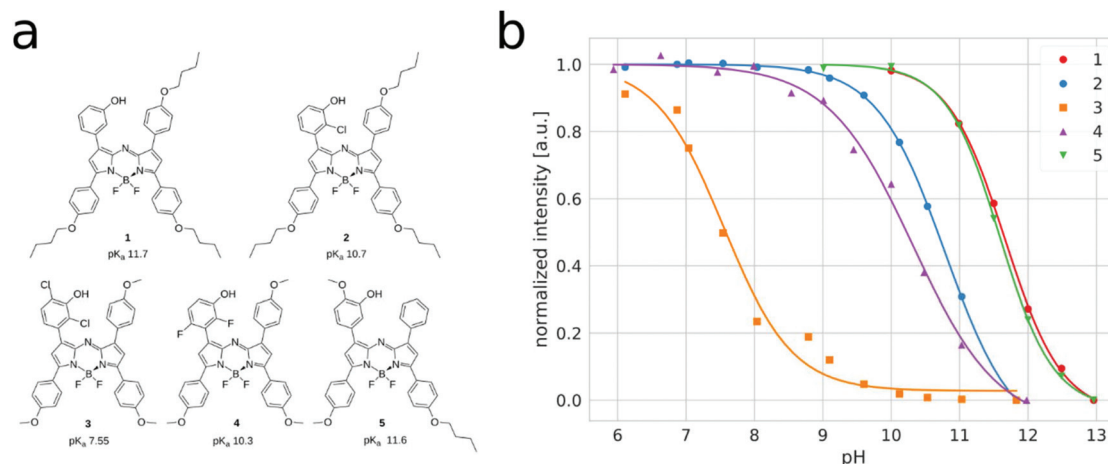 a
O
OH
N
N N
B
F F
O O
1
pKa 11.7
O
OH
Cl
N
N N
B
F F
O O
2
pKa 10.7
Cl O
OH
Cl
N
N N
B
F F
O O
3
pKa 7.55
OH O
F
F
N
N N
B
F F
O O
4
pKa 10.3
O OH
N
N N
B
F F
O
5
pKa 11.6
b
normalized intensity [a.u.]
1.0
0.8
0.6
0.4
0.2
0.0
6 7 8 9 10 11 12 13
pH
1
2
3
4
5